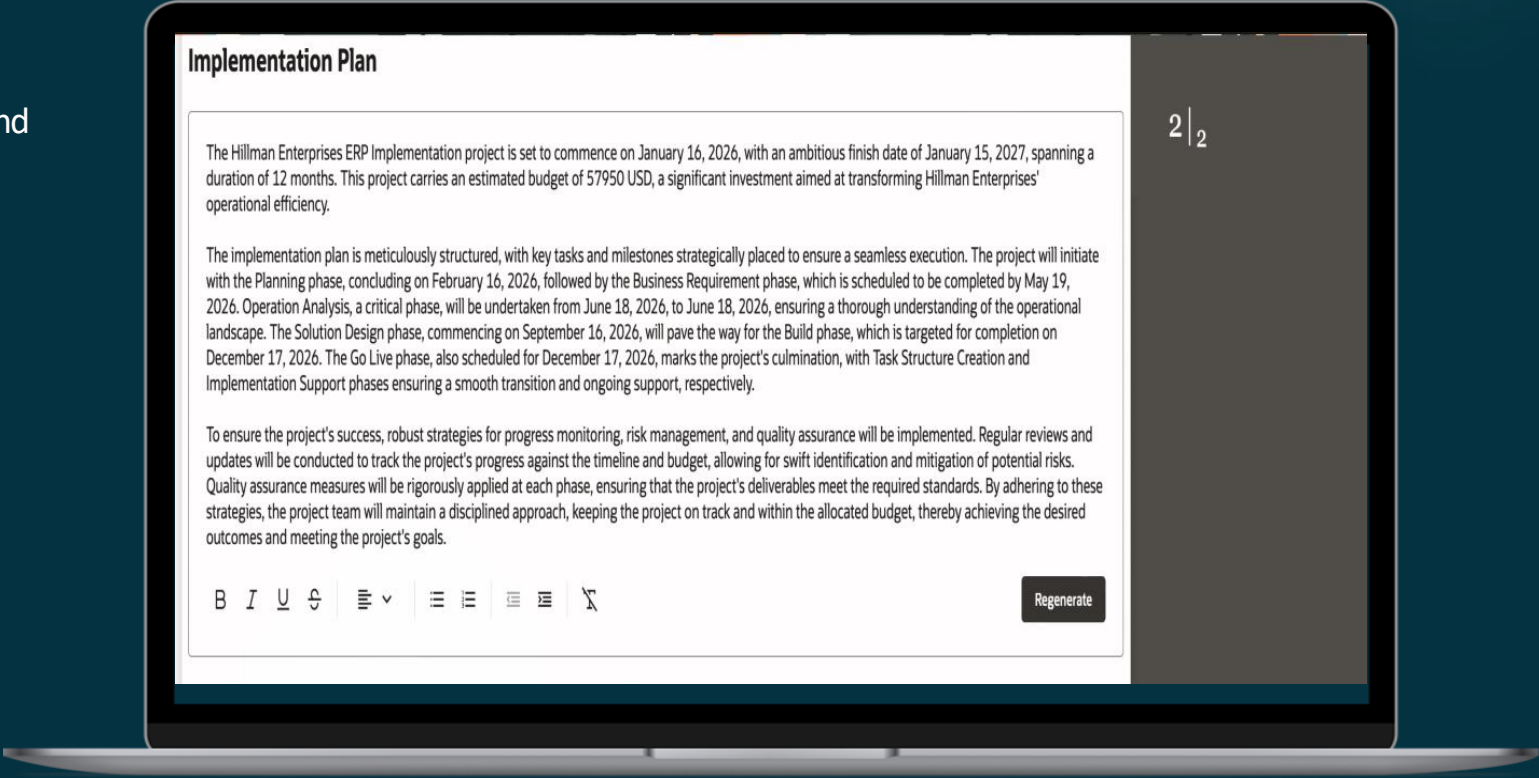 Implementation Plan
nd
2|2
The Hillman Enterprises ERP Implementation project is set to commence on January 16, 2026, with an ambitious finish date of January 15, 2027, spanning a
duration of 12 months. This project carries an estimated budget of 57950 USD, a significant investment aimed at transforming Hillman Enterprises'
operational efficiency.
The implementation plan is meticulously structured, with key tasks and milestones strategically placed to ensure a seamless execution. The project will initiate
with the Planning phase, concluding on February 16, 2026, followed by the Business Requirement phase, which is scheduled to be completed by May 19,
2026. Operation Analysis, a critical phase, will be undertaken from June 18, 2026, to June 18, 2026, ensuring a thorough understanding of the operational
landscape. The Solution Design phase, commencing on September 16, 2026, will pave the way for the Build phase, which is targeted for completion on
December 17, 2026. The Go Live phase, also scheduled for December 17, 2026, marks the project's culmination, with Task Structure Creation and
Implementation Support phases ensuring a smooth transition and ongoing support, respectively.
To ensure the project's success, robust strategies for progress monitoring, risk management, and quality assurance will be implemented. Regular reviews and
updates will be conducted to track the project's progress against the timeline and budget, allowing for swift identification and mitigation of potential risks.
Quality assurance measures will be rigorously applied at each phase, ensuring that the project's deliverables meet the required standards. By adhering to these
strategies, the project team will maintain a disciplined approach, keeping the project on track and within the allocated budget, thereby achieving the desired
outcomes and meeting the project's goals.
B I U S
Regenerate